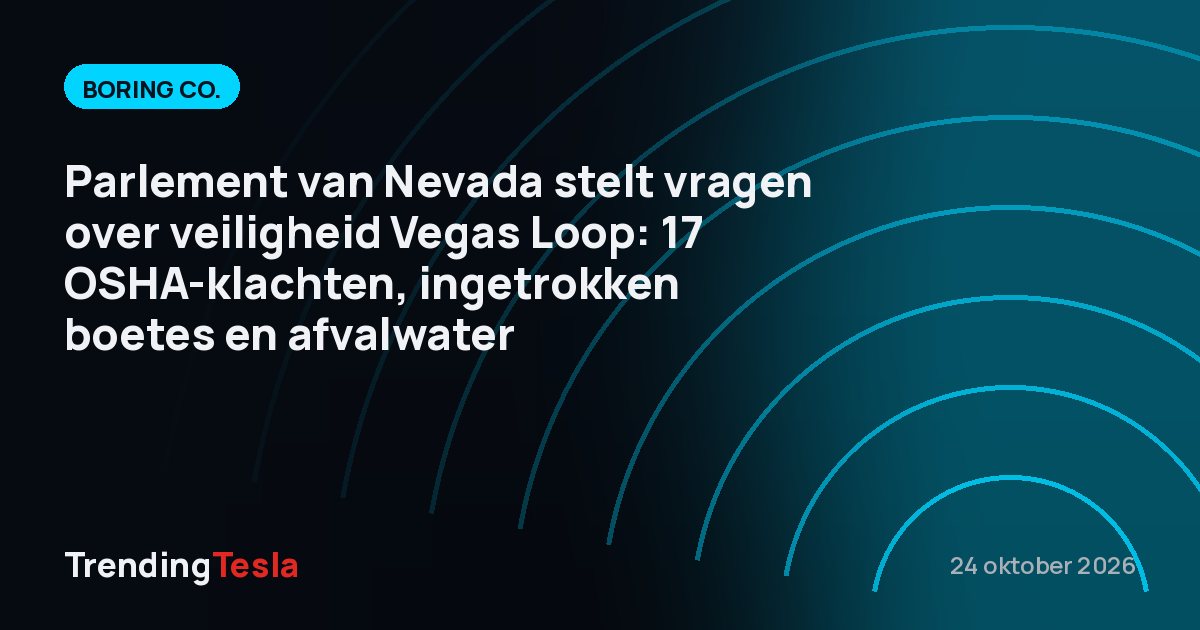 BORING CO.
Parlement van Nevada stelt vragen
over veiligheid Vegas Loop: 17
OSHA-klachten, ingetrokken
boetes en afvalwater
TrendingTesla
24 oktober 2026